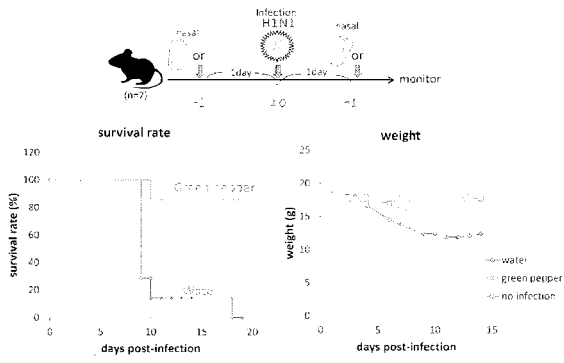 Infection
H1N1
nasal
nasal
or
or
1day
1day
monitor
(n=7)
-1
±0
+1
survival rate
weight
120
100
80
60
40
20
0
survival rate (%)
0
5
10
15
20
days post-infection
Green pepper
Water
25
20
15
10
5
0
weight (g)
0
5
10
15
days post-infection
water
green pepper
no infection